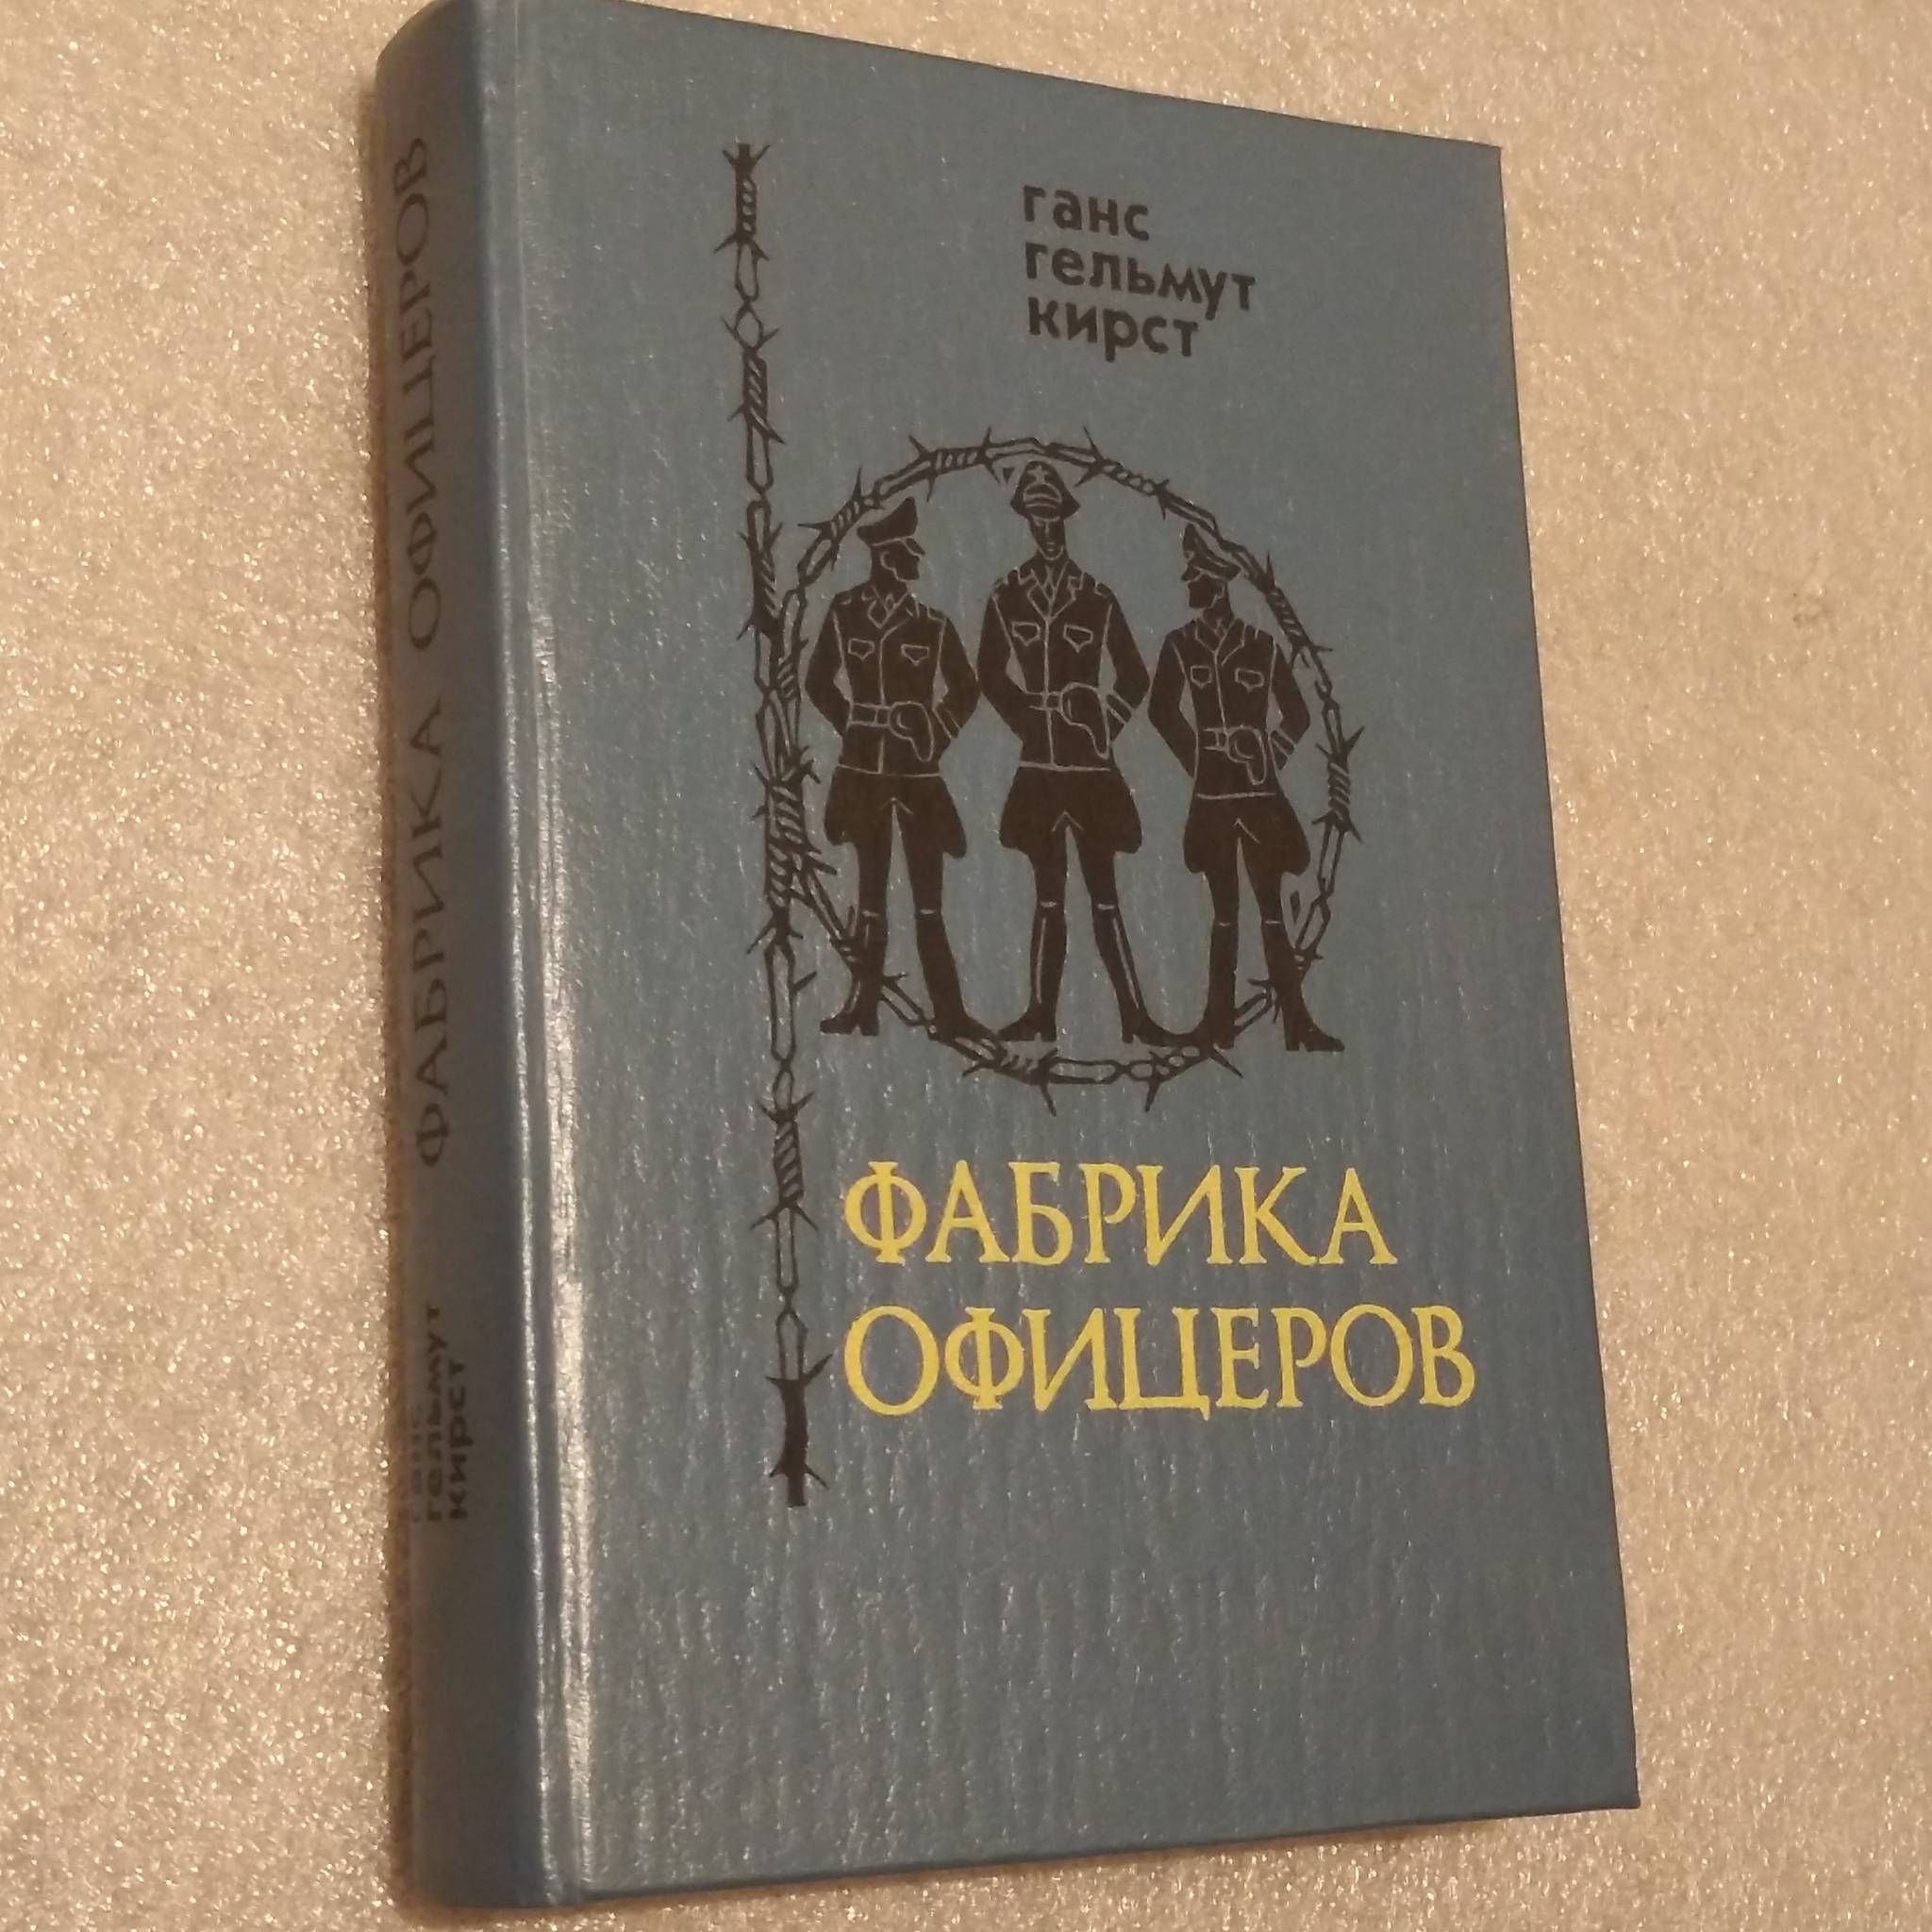 ганс
гельмут
кирст
ФАБРИКА
ОФИЦЕРОВ
ФАБРИКА ОФИЦЕРОВ
ганс
гельмут
кирст